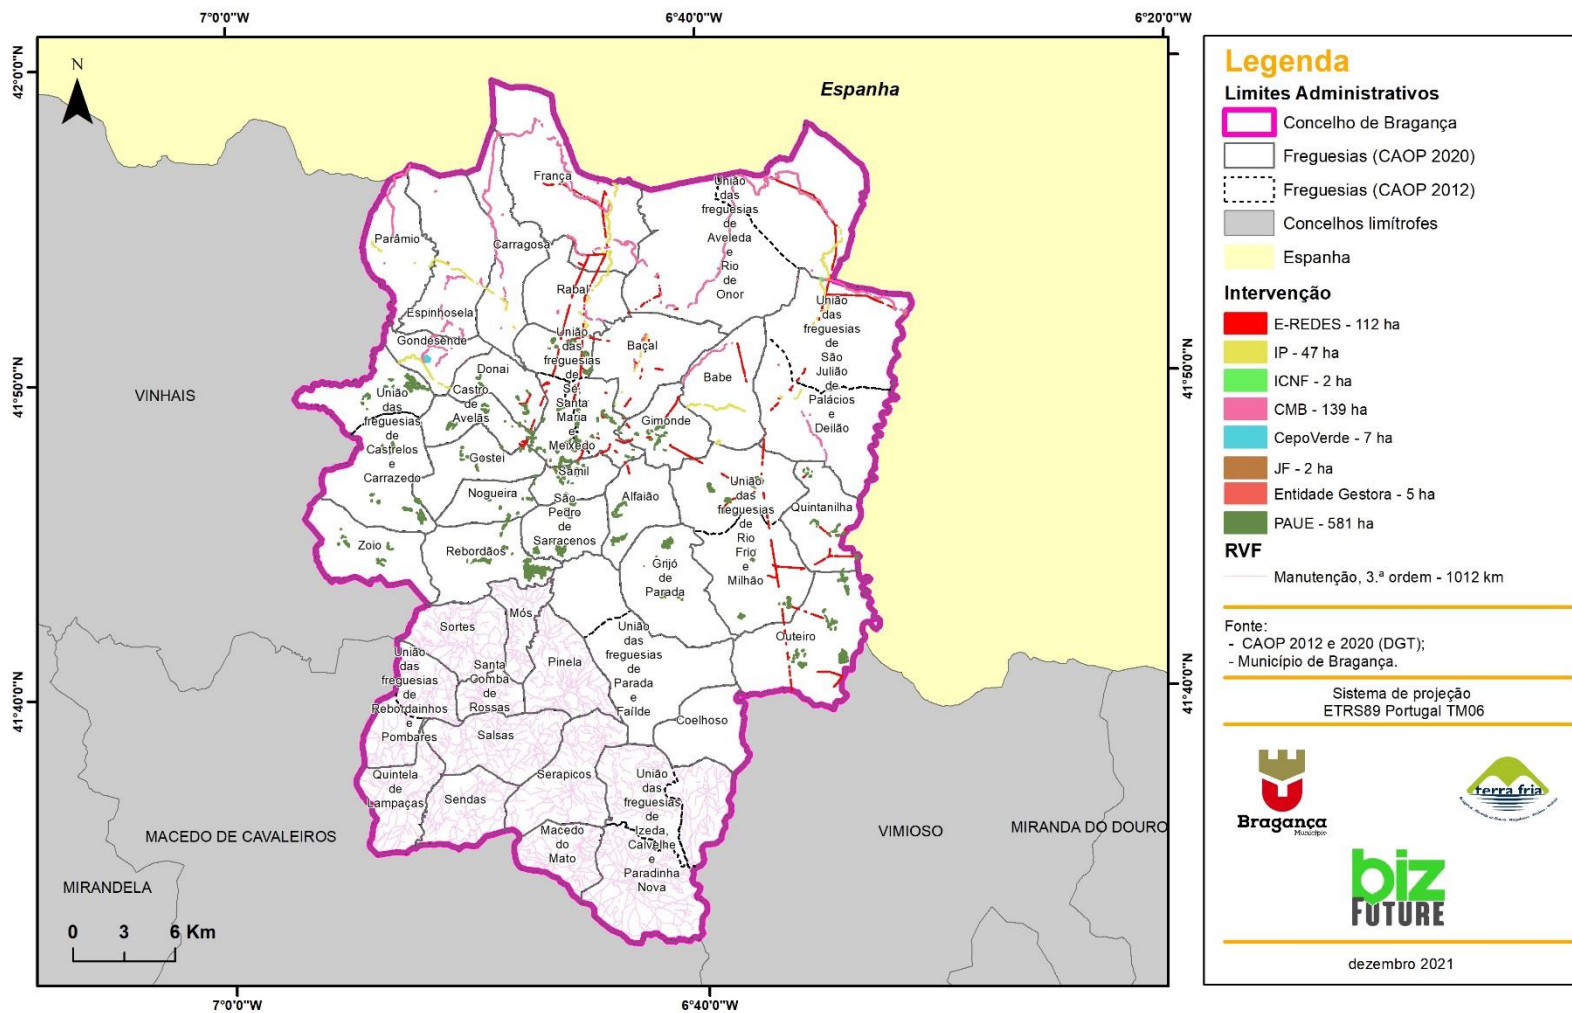 7°0'0"W
6°40'0"W
6°20'0"W
42°0'0"N
41°50'0"N
41°40'0"N
41°50'0"N
41°40'0"N
7°0'0"W
6°40'0"W
N
Espanha
França
Parâmio
Carragosa
União
das
freguesias
de
Aveleda
e
Rio
de
Onor
Rabal
Espinhosela
Gondesende
União
das
freguesias
de
Sé,
Santa
Maria
e
Meixedo
Baçal
União
das
freguesias
de
São
Julião
de
Palácios
e
Deilão
Donai
Babe
Castro
de
Avelãs
União
das
freguesias
de
Castrelos
e
Carrazedo
Gimonde
Gostei
Samil
Nogueira
São
Pedro
de
Sarracenos
Alfaião
União
das
freguesias
de
Rio
Frio
e
Milhão
Quintanilha
Zoio
Rebordãos
Grijó
de
Parada
Mós
Sortes
Outeiro
União
das
freguesias
de
Parada
e
Faílde
União
das
freguesias
de
Rebordainhos
e
Pombares
Santa
Comba
de
Rossas
Pinela
Coelhoso
Salsas
Quintela
de
Lampaças
Sendas
Serapicos
União
das
freguesias
de
Izeda,
Calvelhe
e
Paradinha
Nova
Macedo
do
Mato
VINHAIS
MACEDO DE CAVALEIROS
MIRANDELA
VIMIOSO
MIRANDA DO DOURO
0 3 6 Km
Legenda
Limites Administrativos
Concelho de Bragança
Freguesias (CAOP 2020)
Freguesias (CAOP 2012)
Concelhos limítrofes
Espanha
Intervenção
E-REDES - 112 ha
IP - 47 ha
ICNF - 2 ha
CMB - 139 ha
CepoVerde - 7 ha
JF - 2 ha
Entidade Gestora - 5 ha
PAUE - 581 ha
RVF
Manutenção, 3.ª ordem - 1012 km
Fonte:
- CAOP 2012 e 2020 (DGT);
- Município de Bragança.
Sistema de projeção
ETRS89 Portugal TM06
Bragança
Município
terra fria
biz
FUTURE
dezembro 2021